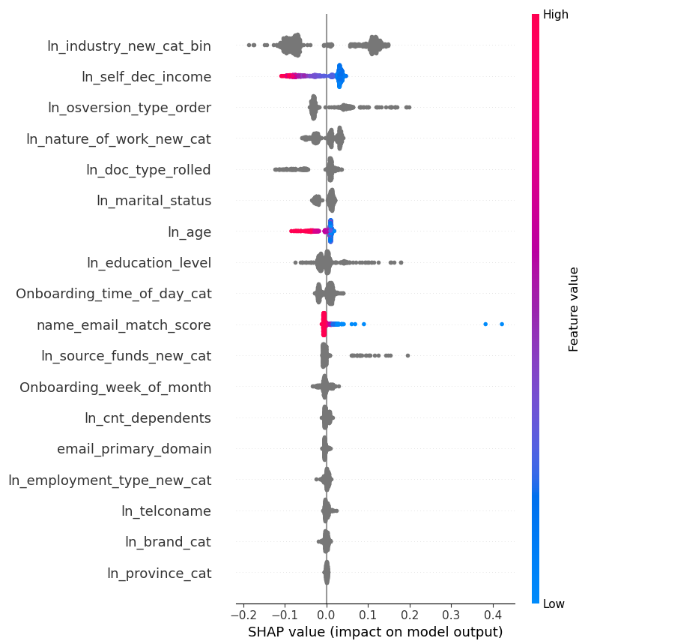 High
ln_industry_new_cat_bin
ln_self_dec_income
ln_osversion_type_order
ln_nature_of_work_new_cat
ln_doc_type_rolled
ln_marital_status
ln_age
ln_education_level
Onboarding_time_of_day_cat
name_email_match_score
ln_source_funds_new_cat
Onboarding_week_of_month
ln_cnt_dependents
email_primary_domain
ln_employment_type_new_cat
ln_telconame
ln_brand_cat
ln_province_cat
Feature value
Low
−0.2 −0.1 0.0 0.1 0.2 0.3 0.4
SHAP value (impact on model output)